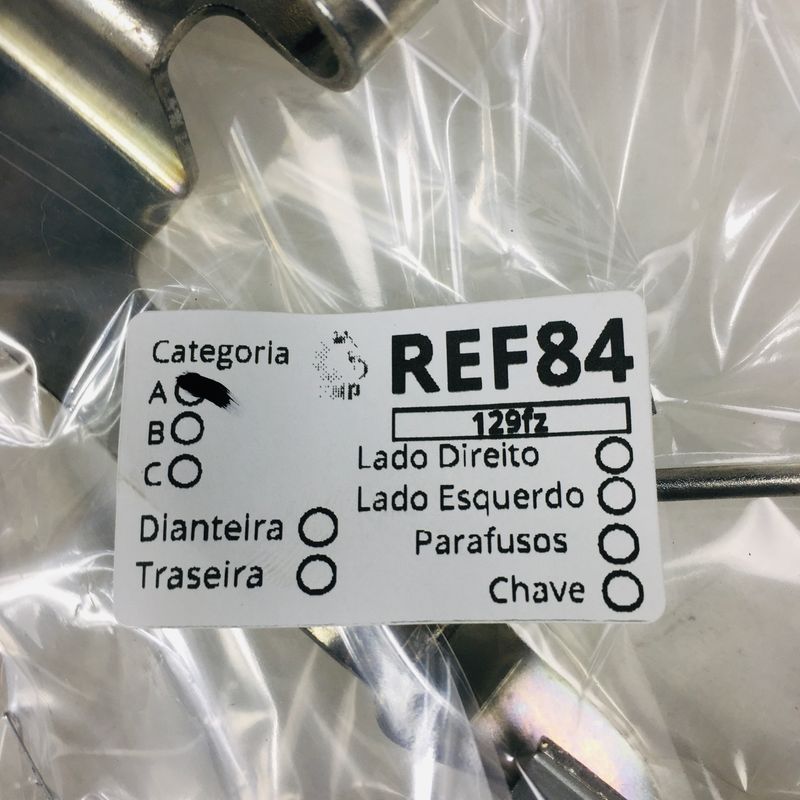 Categoria
A
B
C
Dianteira
Traseira
REF84
129fz
Lado Direito
Lado Esquerdo
Parafusos
Chave